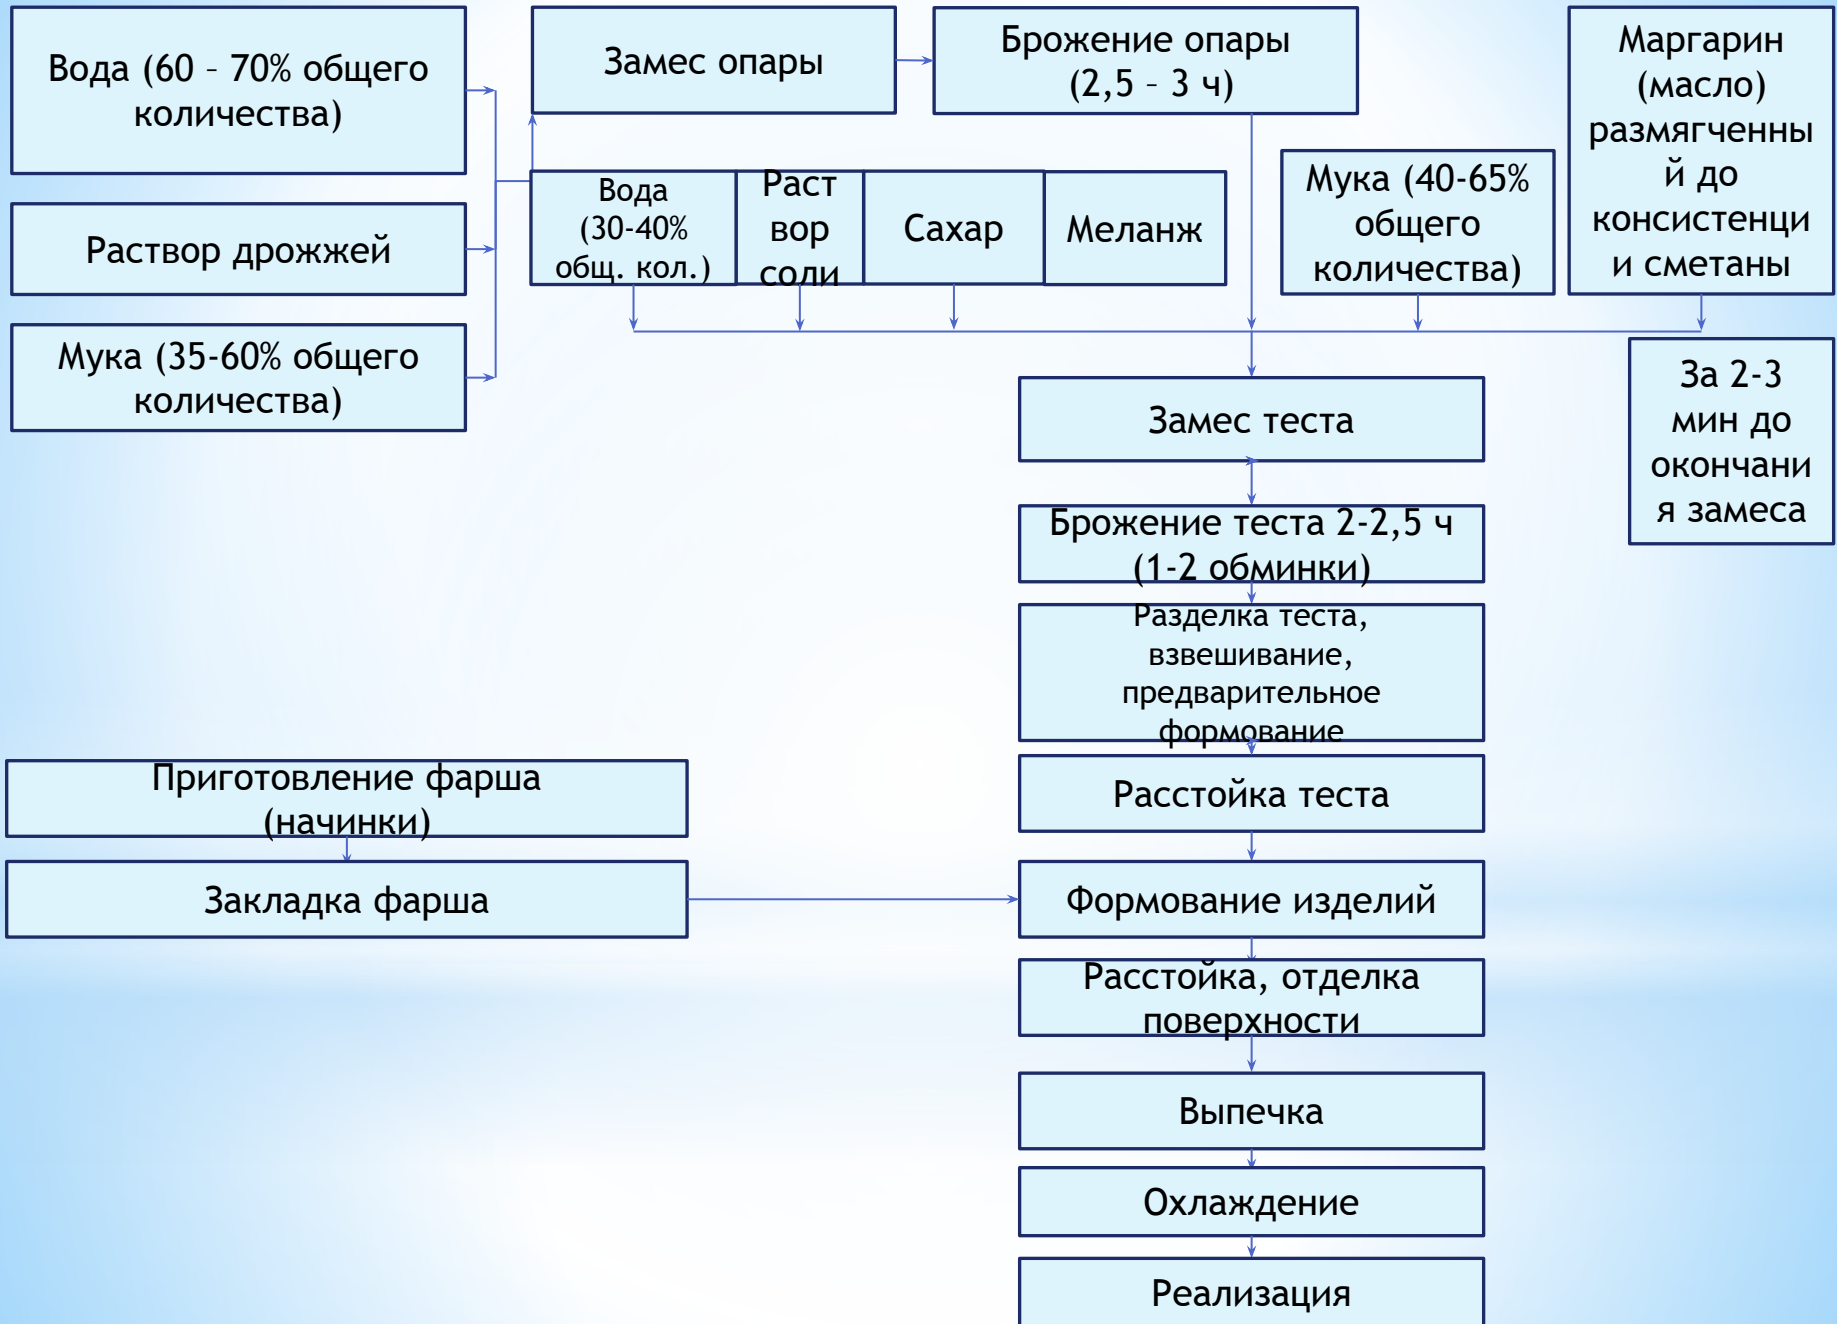 Вода (60 – 70% общего
количества)
Замес опары
Брожение опары
(2,5 – 3 ч)
Маргарин
(масло)
размягченны
й до
консистенци
и сметаны
Раствор дрожжей
Вода
(30-40%
общ. кол.)
Раст
вор
соли
Сахар
Меланж
Мука (40-65%
общего
количества)
Мука (35-60% общего
количества)
За 2-3
мин до
окончани
я замеса
Замес теста
Брожение теста 2-2,5 ч
(1-2 обминки)
Разделка теста,
взвешивание,
предварительное
формование
Приготовление фарша
(начинки)
Расстойка теста
Закладка фарша
Формование изделий
Расстойка, отделка
поверхности
Выпечка
Охлаждение
Реализация